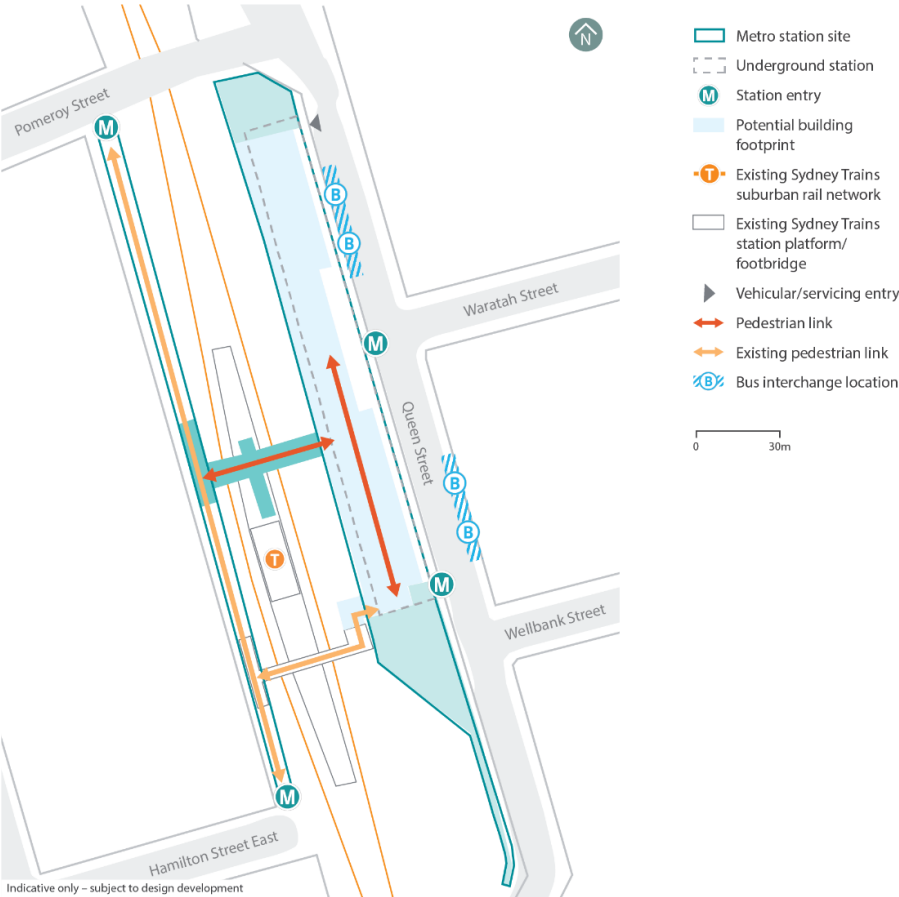 Pomeroy Street
M
N
B
B
Waratah Street
M
Queen Street
B
B
T
M
Wellbank Street
M
Hamilton Street East
Indicative only – subject to design development
Metro station site
Underground station
M Station entry
Potential building
footprint
T Existing Sydney Trains
suburban rail network
Existing Sydney Trains
station platform/
footbridge
Vehicular/servicing entry
Pedestrian link
Existing pedestrian link
B Bus interchange location
0 30m